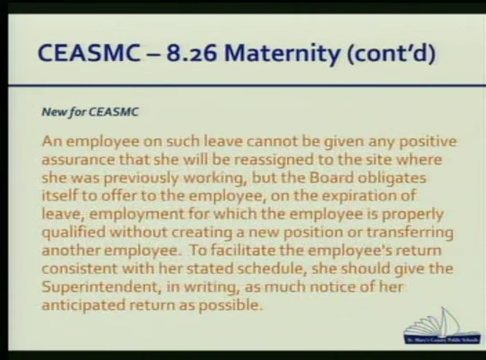 CEASMC – 8.26 Maternity (cont'd)
New for CEASMC
An employee on such leave cannot be given any positive
assurance that she will be reassigned to the site where
she was previously working, but the Board obligates
itself to offer to the employee, on the expiration of
leave, employment for which the employee is properly
qualified without creating a new position or transferring
another employee. To facilitate the employee's return
consistent with her stated schedule, she should give the
Superintendent, in writing, as much notice of her
anticipated return as possible.
St. Mary's County Public Schools